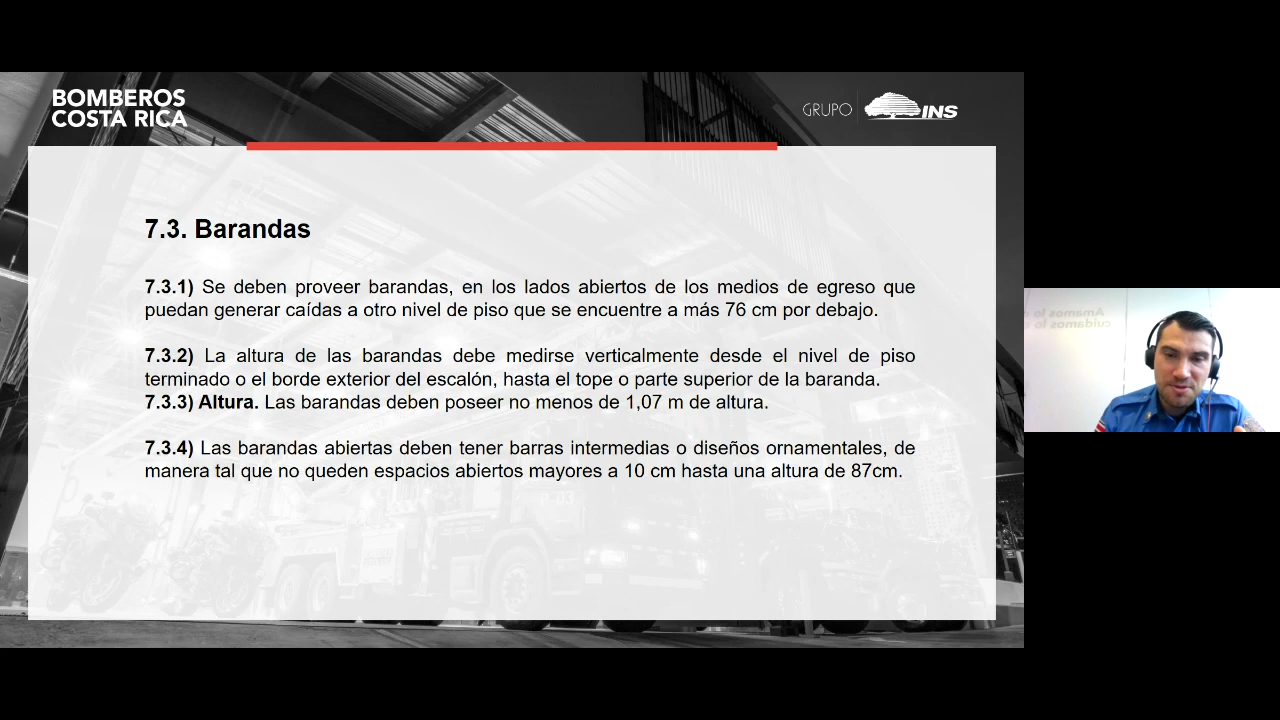 BOMBEROS
COSTA RICA
GRUPO INS
7.3. Barandas
7.3.1) Se deben proveer barandas, en los lados abiertos de los medios de egreso que
puedan generar caídas a otro nivel de piso que se encuentre a más 76 cm por debajo.
7.3.2) La altura de las barandas debe medirse verticalmente desde el nivel de piso
terminado o el borde exterior del escalón, hasta el tope o parte superior de la baranda.
7.3.3) Altura. Las barandas deben poseer no menos de 1,07 m de altura.
7.3.4) Las barandas abiertas deben tener barras intermedias o diseños ornamentales, de
manera tal que no queden espacios abiertos mayores a 10 cm hasta una altura de 87cm.